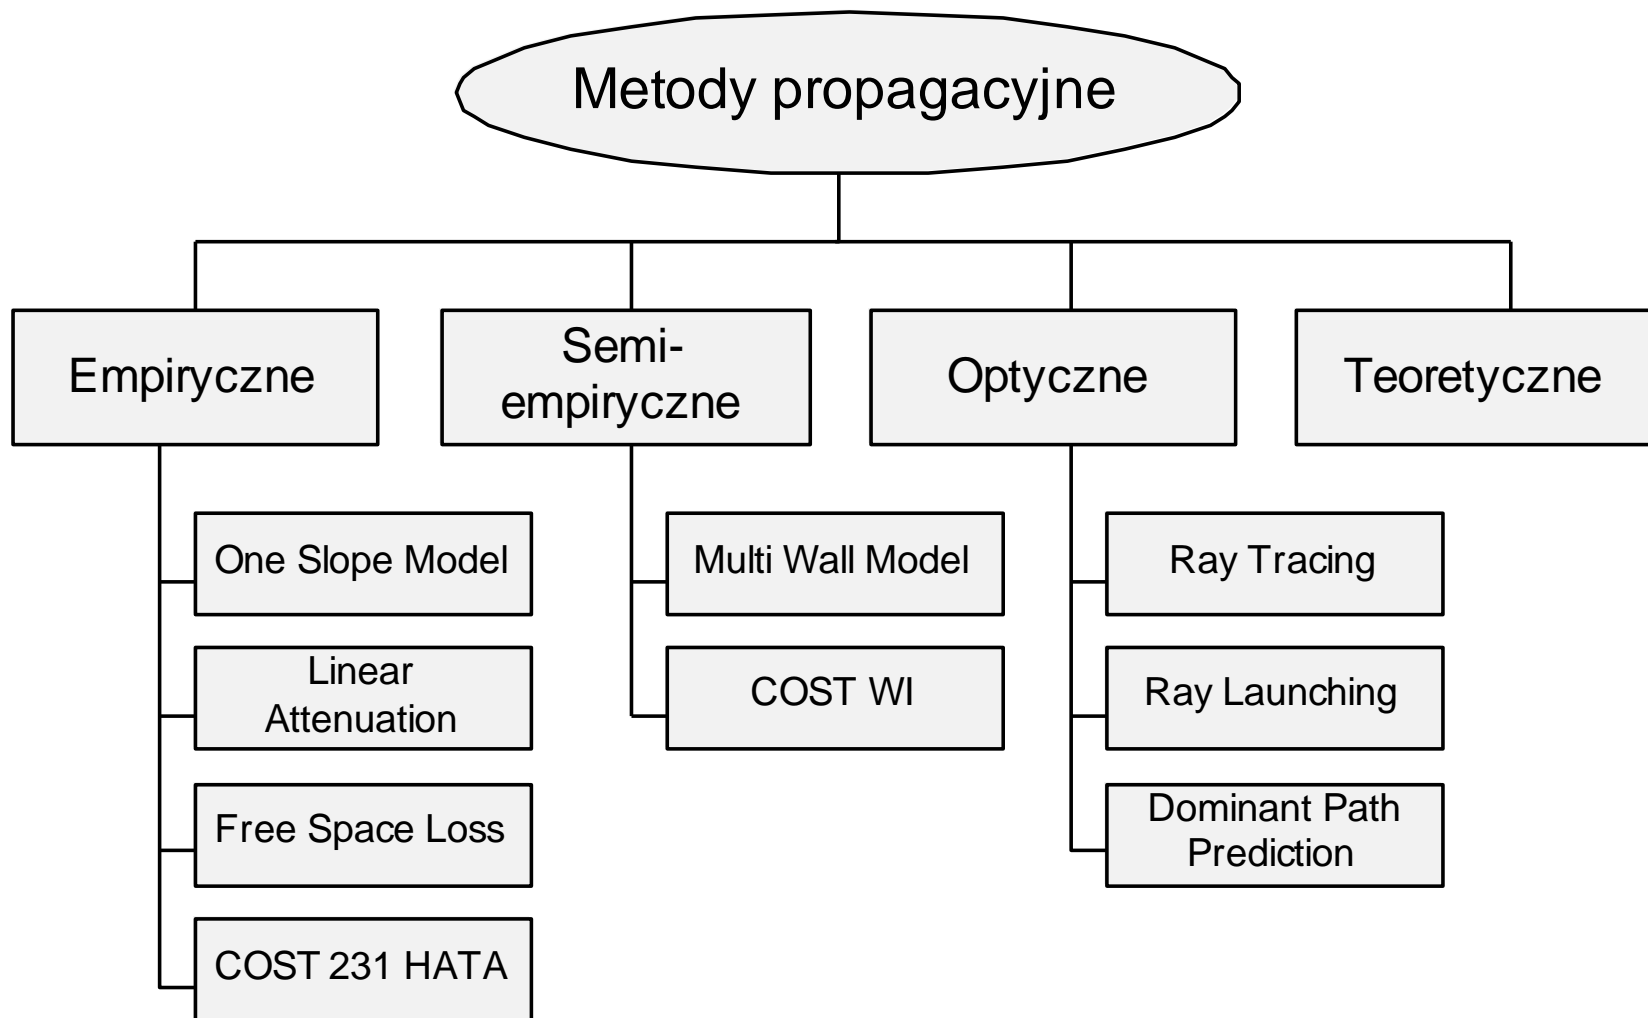 Metody propagacyjne
Empiryczne
Semi-
empiryczne
Optyczne
Teoretyczne
One Slope Model
Linear
Attenuation
Free Space Loss
COST 231 HATA
Multi Wall Model
COST WI
Ray Tracing
Ray Launching
Dominant Path
Prediction